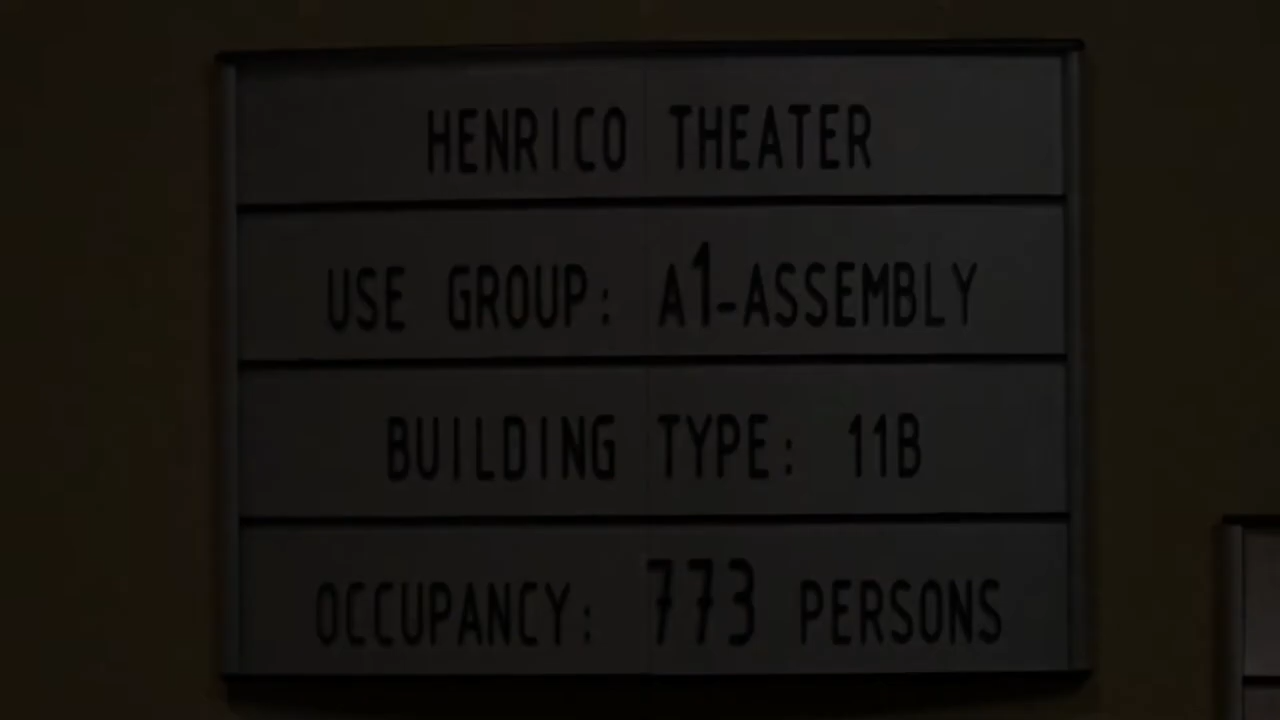 HENRICO THEATER
USE GROUP: A1-ASSEMBLY
BUILDING TYPE: 11B
OCCUPANCY: 773 PERSONS